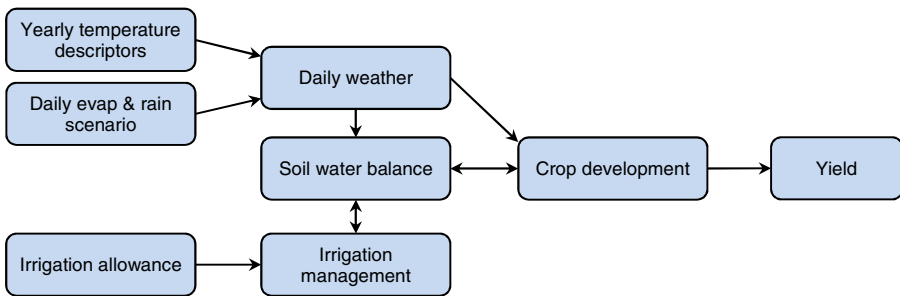 Yearly temperature
descriptors
Daily evap & rain
scenario
Daily weather
Soil water balance
Crop development
Yield
Irrigation allowance
Irrigation
management